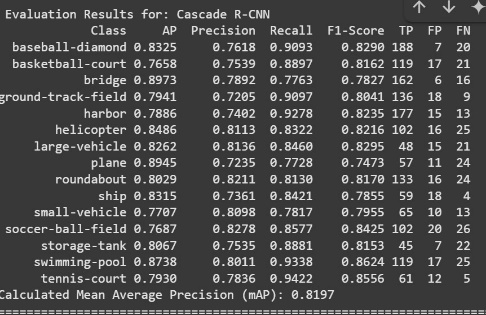 Evaluation Results for: Cascade R-CNN
Class AP Precision Recall F1-Score TP FP FN
baseball-diamond 0.8325 0.7618 0.9093 0.8290 188 7 20
basketball-court 0.7658 0.7539 0.8897 0.8162 119 17 21
bridge 0.8973 0.7892 0.7763 0.7827 162 6 16
ground-track-field 0.7941 0.7205 0.9097 0.8041 136 18 9
harbor 0.7886 0.7402 0.9278 0.8235 177 15 13
helicopter 0.8486 0.8113 0.8322 0.8216 102 16 25
large-vehicle 0.8262 0.8136 0.8460 0.8295 48 15 21
plane 0.8945 0.7235 0.7728 0.7473 57 11 24
roundabout 0.8029 0.8211 0.8130 0.8170 133 16 24
ship 0.8315 0.7361 0.8421 0.7855 59 18 4
small-vehicle 0.7707 0.8098 0.7817 0.7955 65 10 13
soccer-ball-field 0.7687 0.8278 0.8577 0.8425 102 20 26
storage-tank 0.8067 0.7535 0.8881 0.8153 45 7 22
swimming-pool 0.8738 0.8011 0.9338 0.8624 119 17 25
tennis-court 0.7930 0.7836 0.9422 0.8556 61 12 5
Calculated Mean Average Precision (mAP): 0.8197